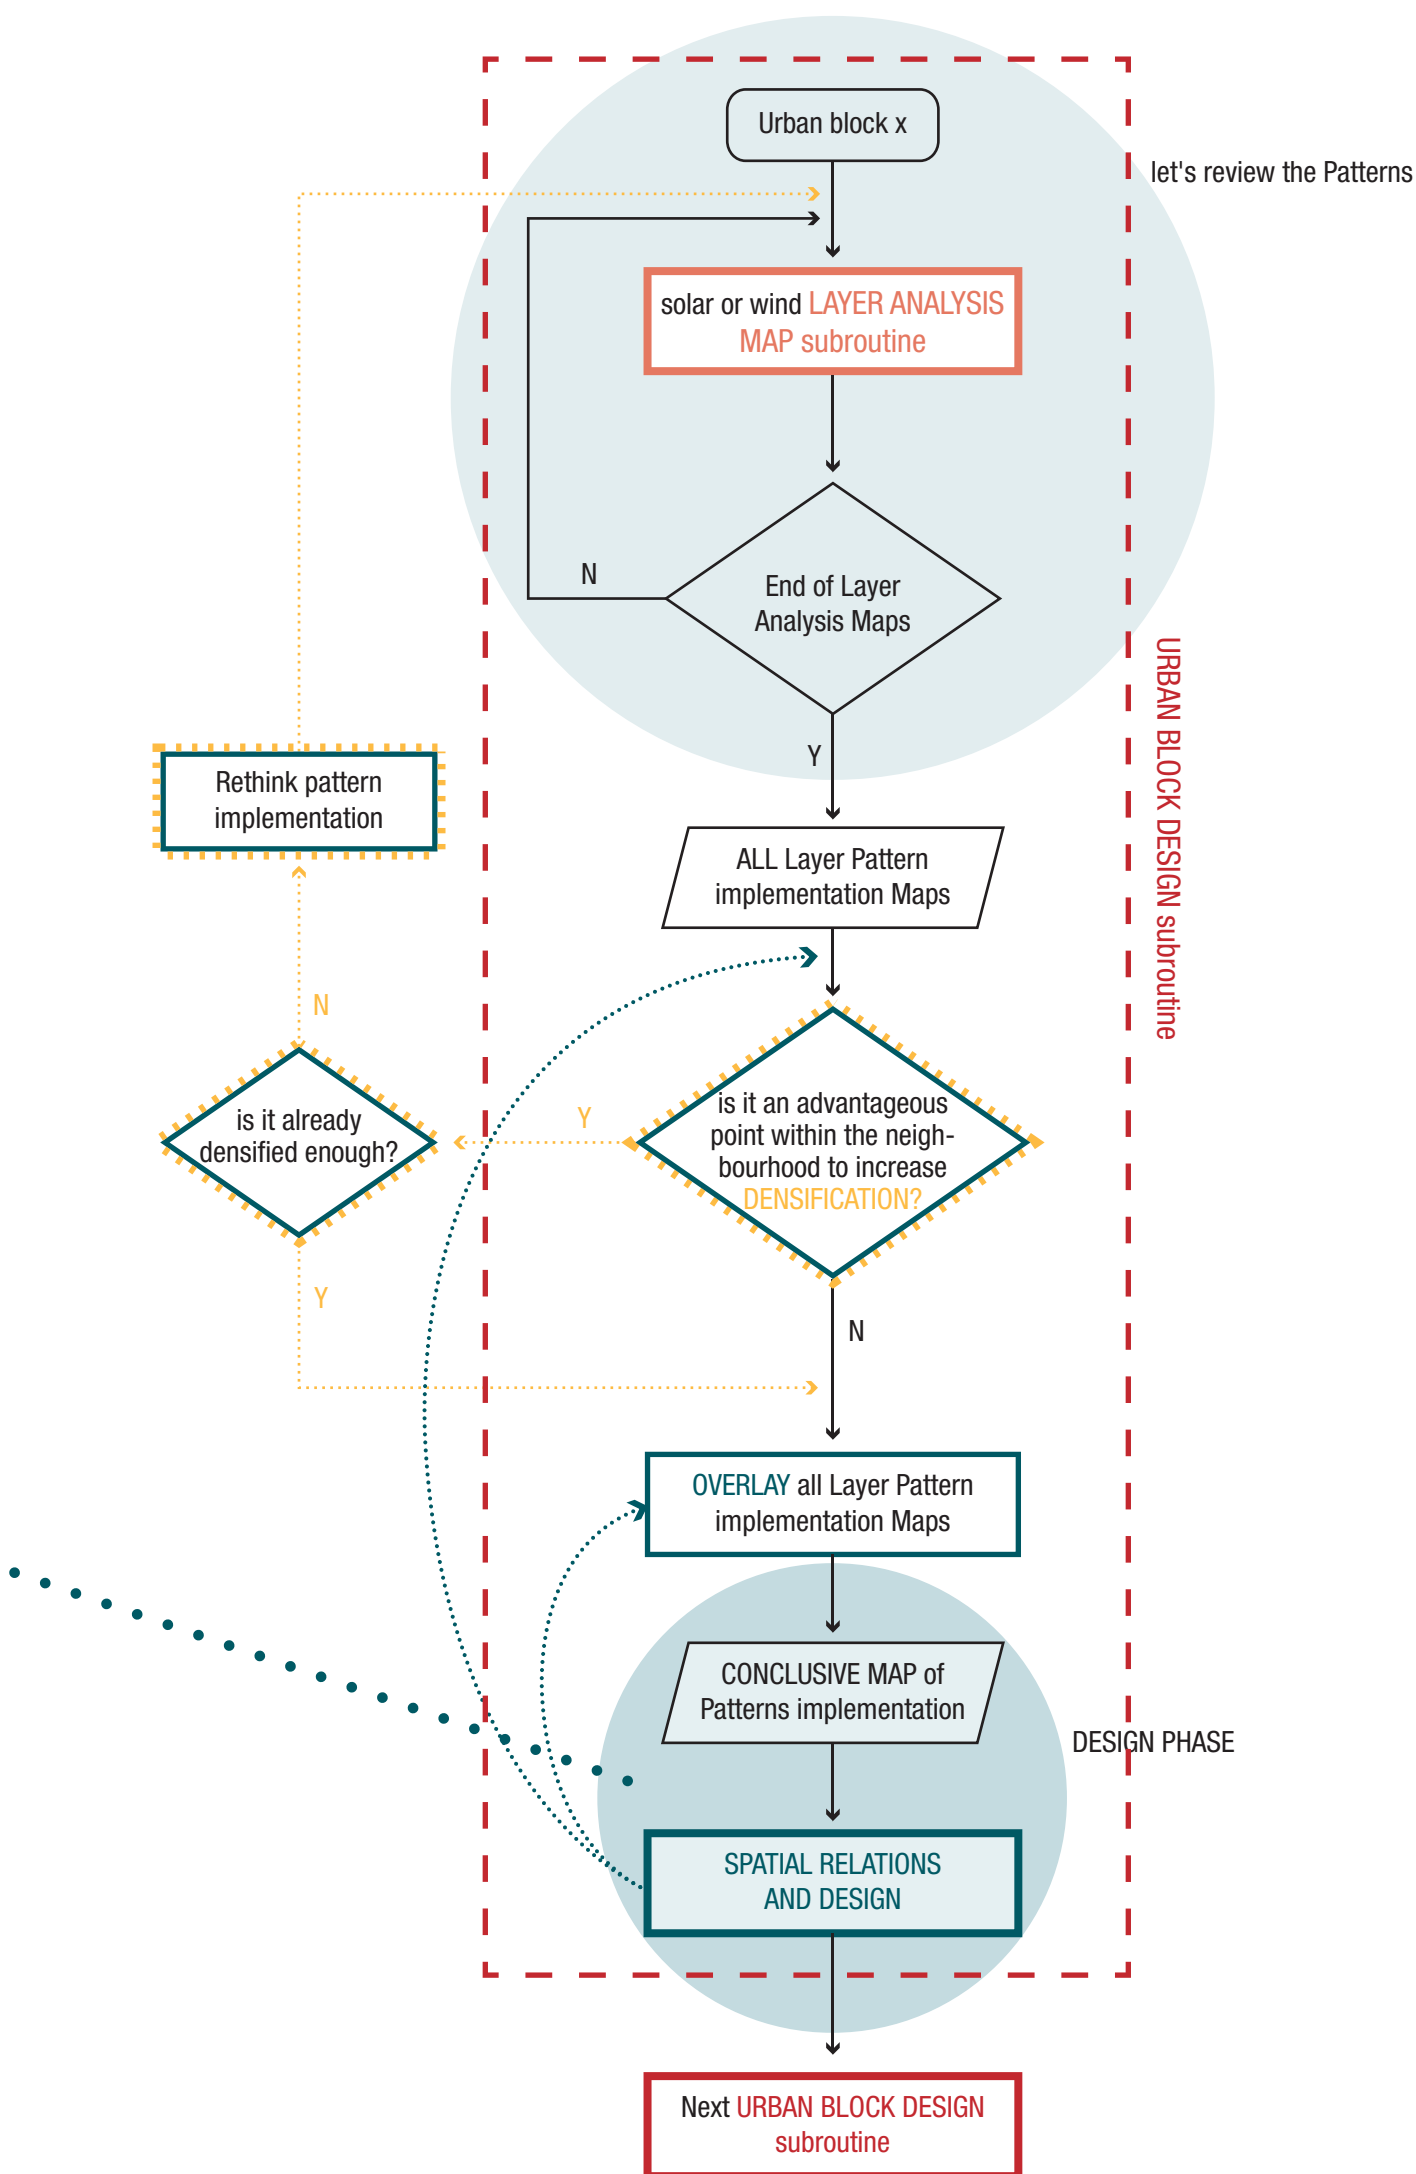 Urban block x
let's review the Patterns
solar or wind LAYER ANALYSIS
MAP subroutine
N
End of Layer
Analysis Maps
Y
URBAN BLOCK DESIGN subroutine
Rethink pattern
implementation
ALL Layer Pattern
implementation Maps
N
is it already
densified enough?
Y
is it an advantageous
point within the neigh-
bourhood to increase
DENSIFICATION?
Y
N
OVERLAY all Layer Pattern
implementation Maps
CONCLUSIVE MAP of
Patterns implementation
DESIGN PHASE
SPATIAL RELATIONS
AND DESIGN
Next URBAN BLOCK DESIGN
subroutine